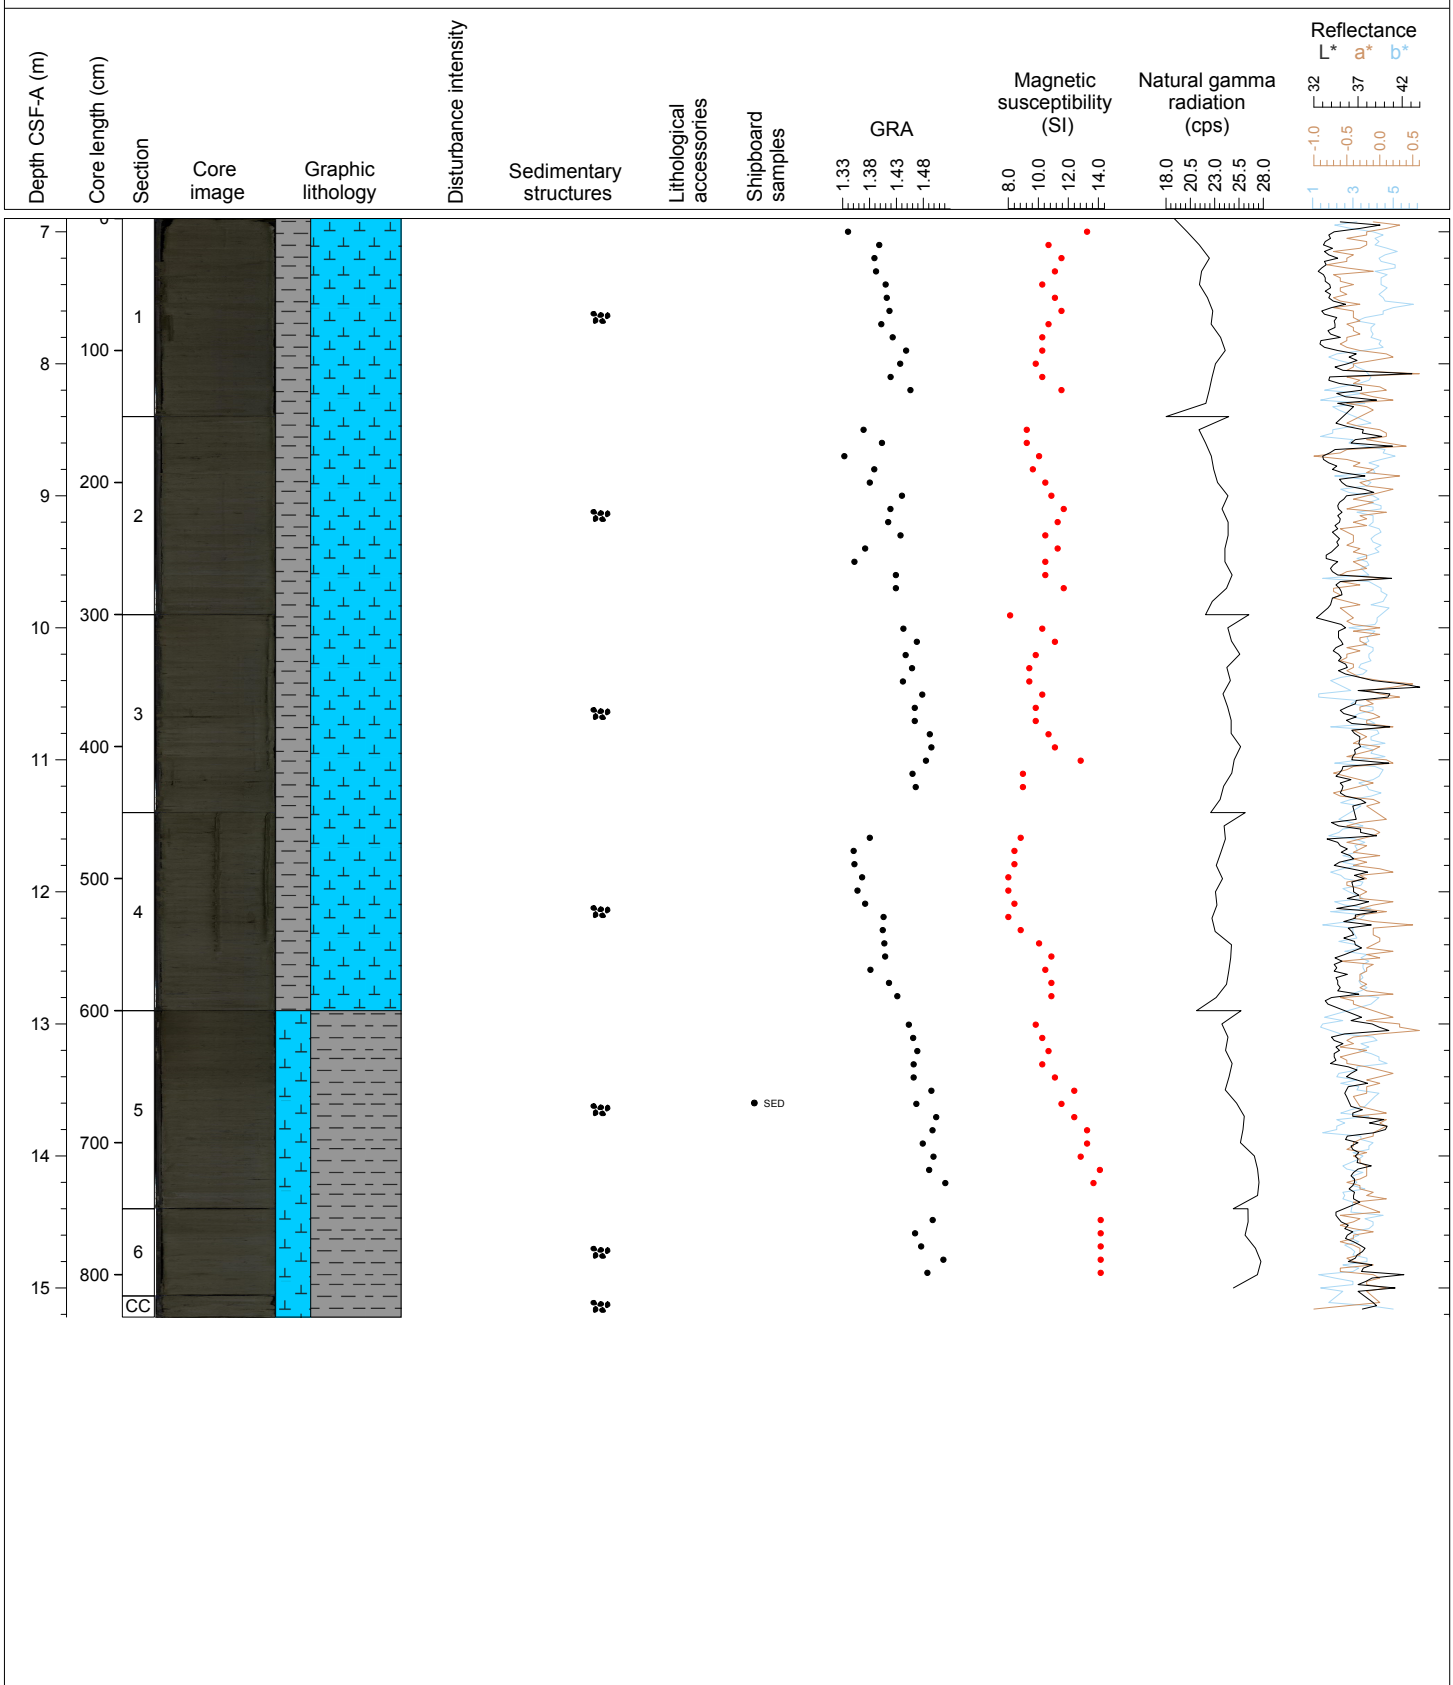 Depth CSF-A (m)
Core length (cm)
Section
Core
image
Graphic
lithology
Disturbance intensity
Sedimentary
structures
Lithological
accessories
Shipboard
samples
GRA
1.33 1.38 1.43 1.48
Magnetic
susceptibility
(SI)
8.0 10.0 12.0 14.0
Natural gamma
radiation
(cps)
18.0 20.5 23.0 25.5 28.0
Reflectance
L* a* b*
32 37 42
-1.0 -0.5 0.0 0.5
1 3 5
0
7
1
100
8
2
200
9
300
10
3
400
11
500
12
4
600
13
5
SED
700
14
6
800
15
CC